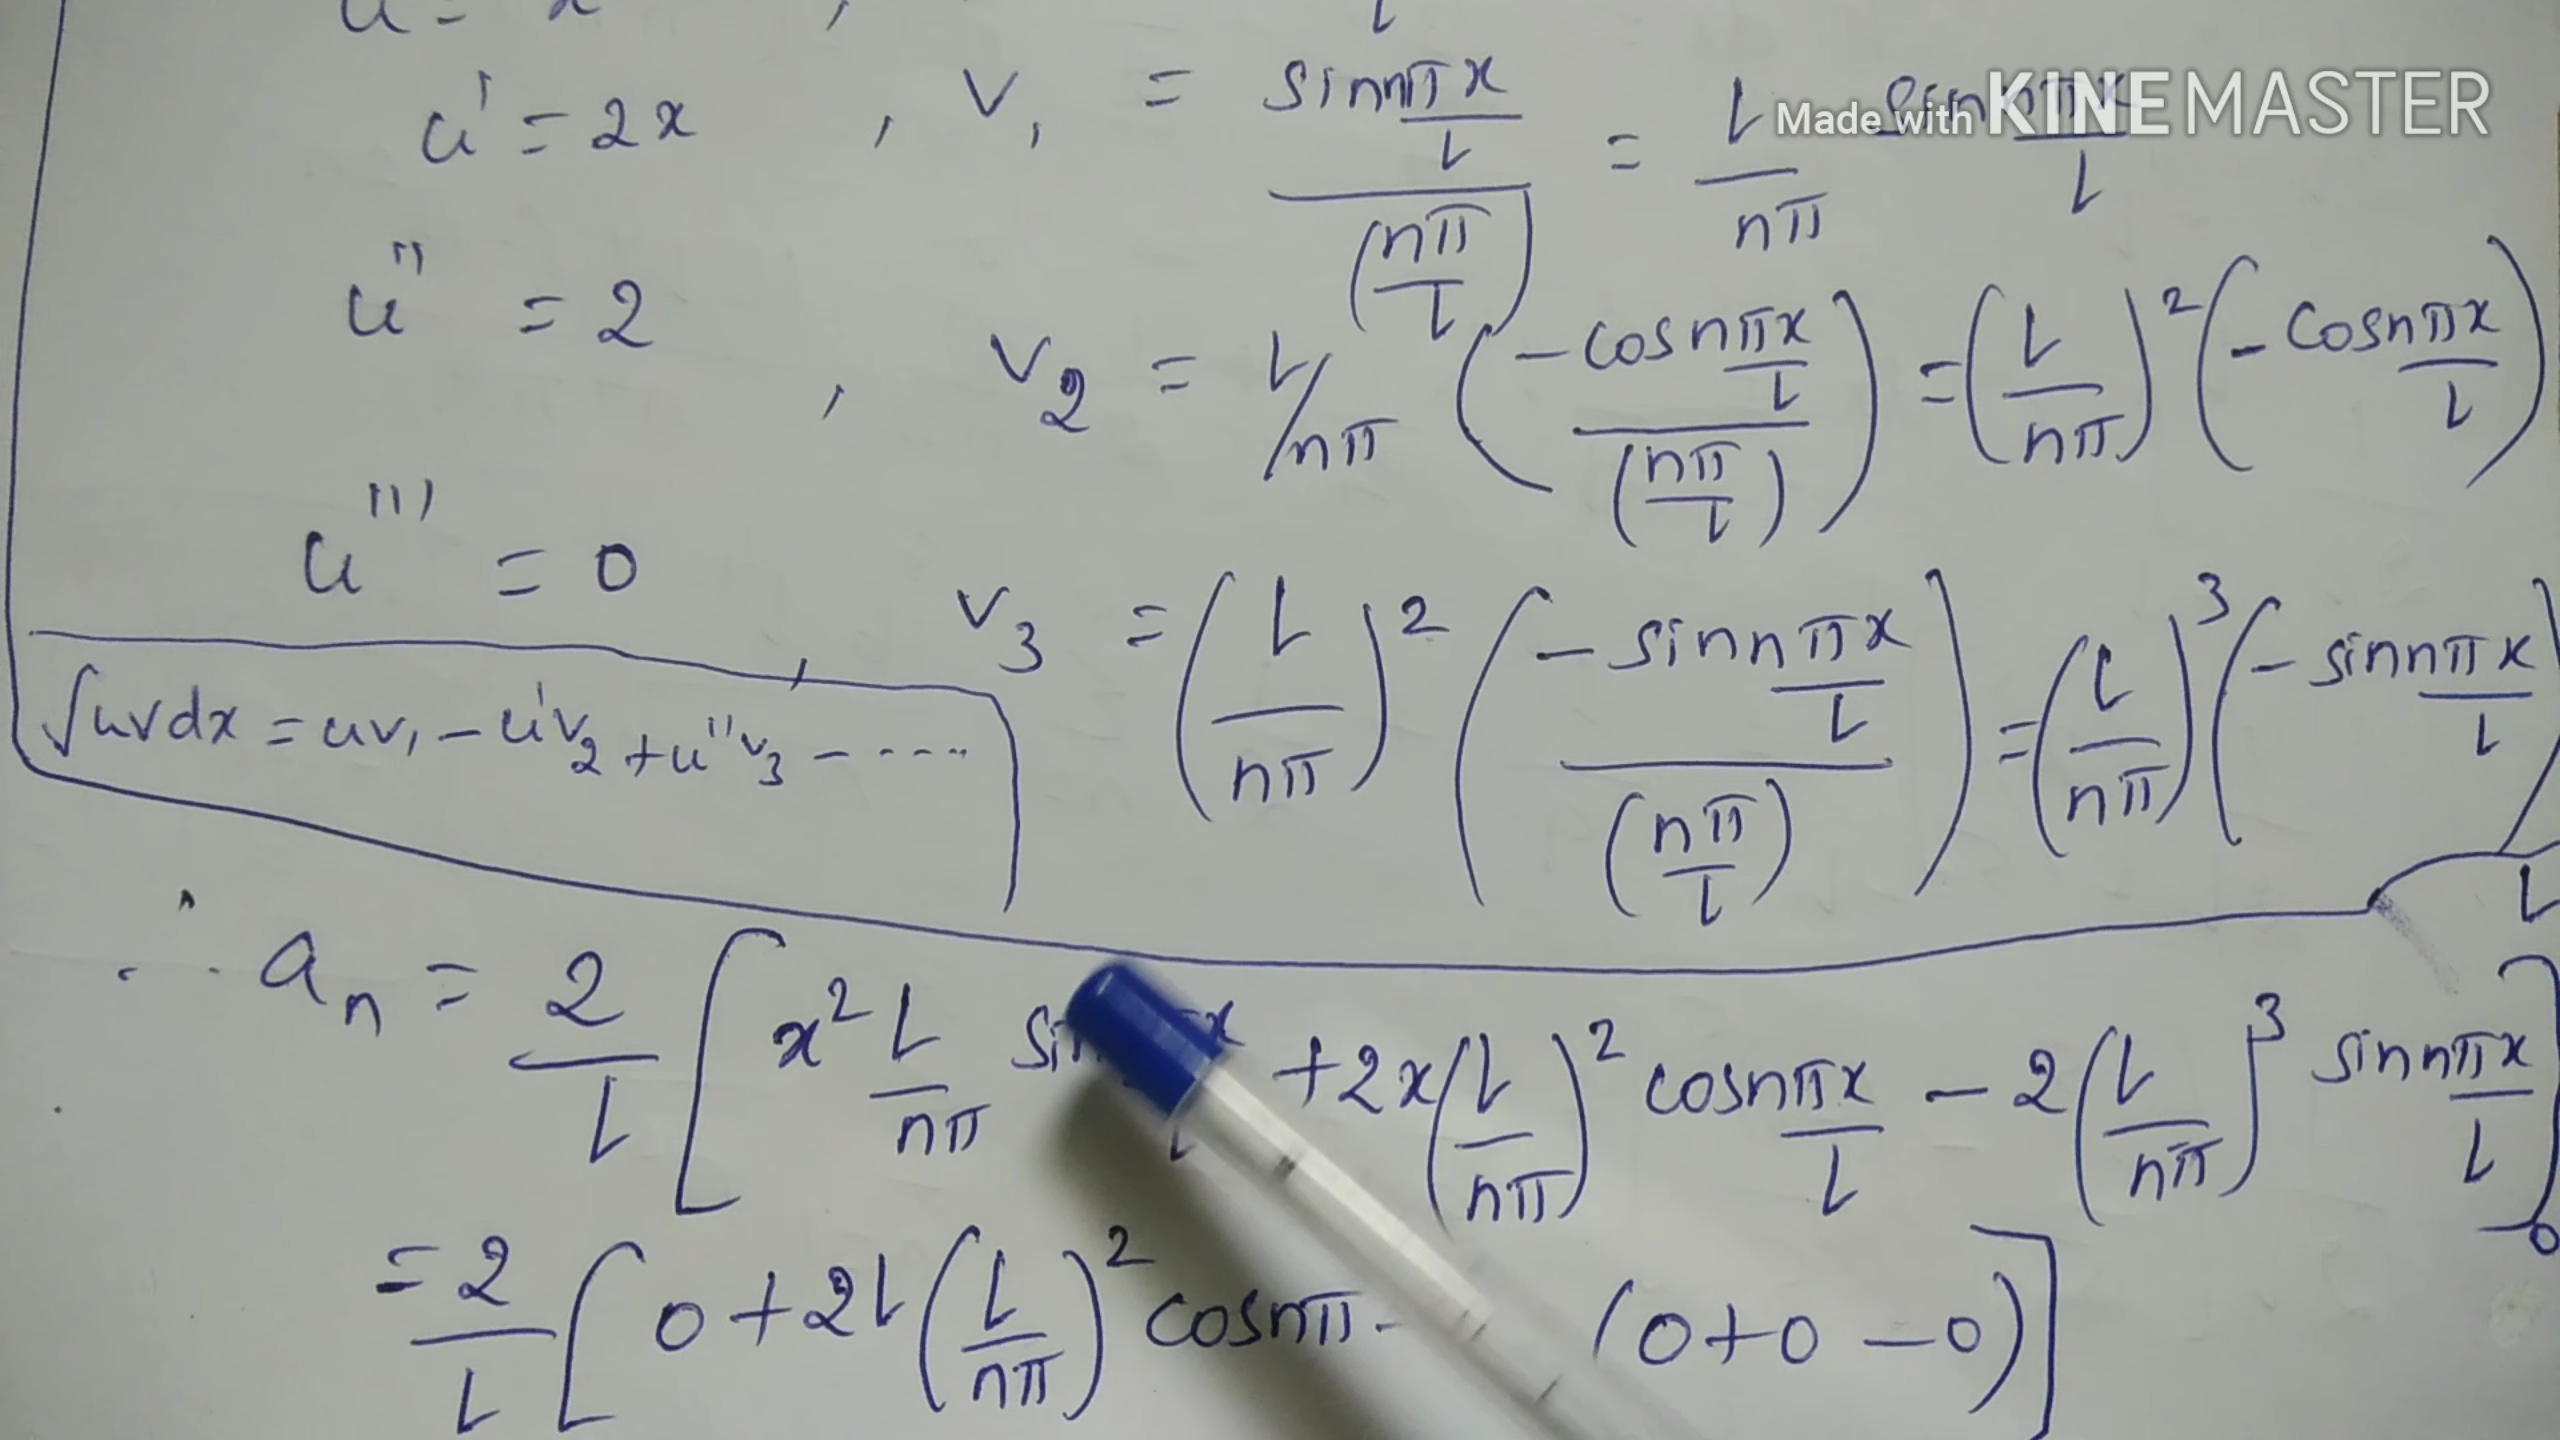 u' = 2x , v₁ = sin nπx/l / (nπ/l) = l/nπ sin nπx/l
Made with KINEMASTER
u'' = 2 , v₂ = l/nπ (-cos nπx/l / (nπ/l)) = (l/nπ)² (-cos nπx/l)
u''' = 0 v₃ = (l/nπ)² (-sin nπx/l / (nπ/l)) = (l/nπ)³ (-sin nπx/l)
∫uvdx = uv₁ - u'v₂ + u''v₃ - ....
∴ aₙ = 2/l [x² l/nπ + 2x (l/nπ)² cos nπx/l - 2 (l/nπ)³ sin nπx/l]₀ˡ
= 2/l [0 + 2l (l/nπ)² cos nπ - (0+0-0)]